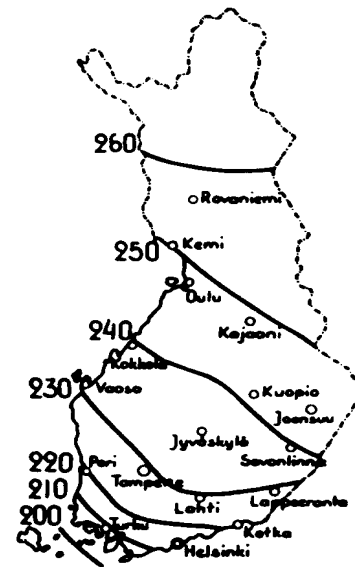 260
Rovaniemi
250
Kemi
Oulu
Kajaani
240
Kokkola
230
Vaasa
Kuopio
Joensuu
Jyväskylä
Savonlinna
220
Pori
Tampere
210
Lahti
Lappeenranta
200
Turku
Kotka
Helsinki